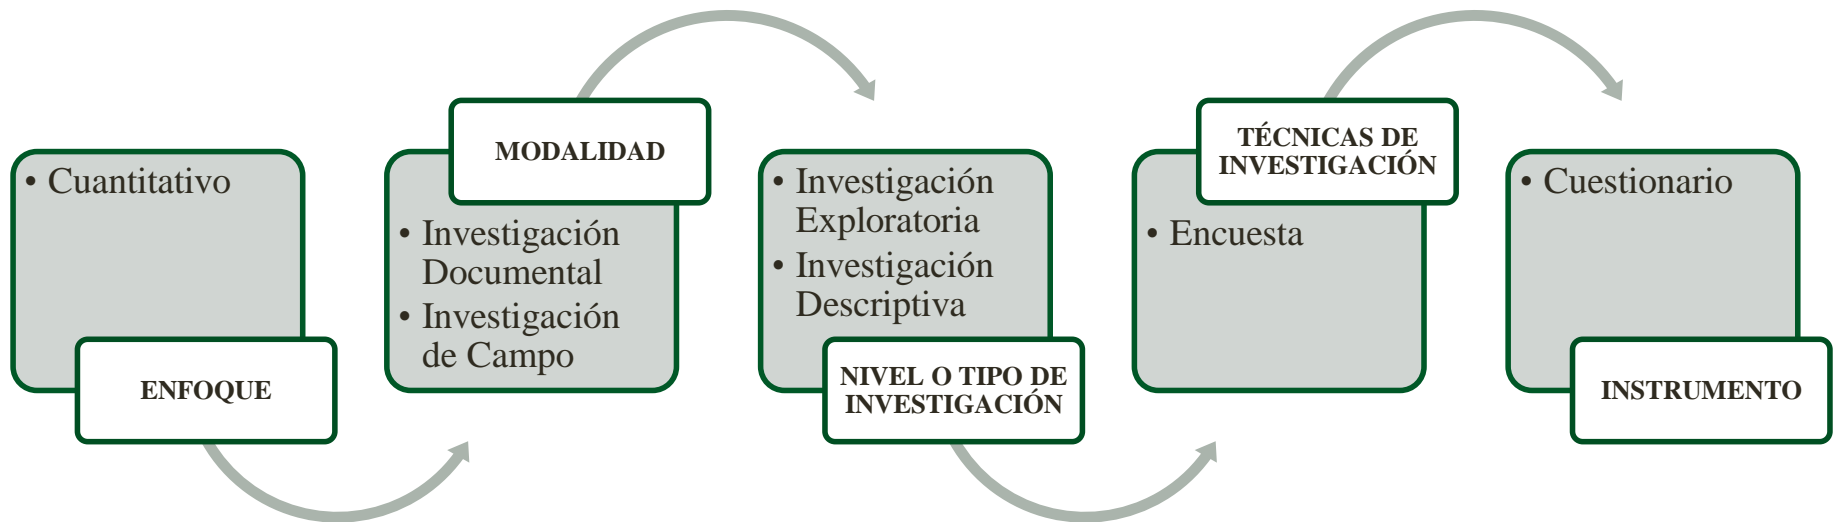 • Cuantitativo
ENFOQUE
MODALIDAD
• Investigación
Documental
• Investigación
de Campo
• Investigación
Exploratoria
• Investigación
Descriptiva
NIVEL O TIPO DE
INVESTIGACIÓN
TÉCNICAS DE
INVESTIGACIÓN
• Encuesta
• Cuestionario
INSTRUMENTO